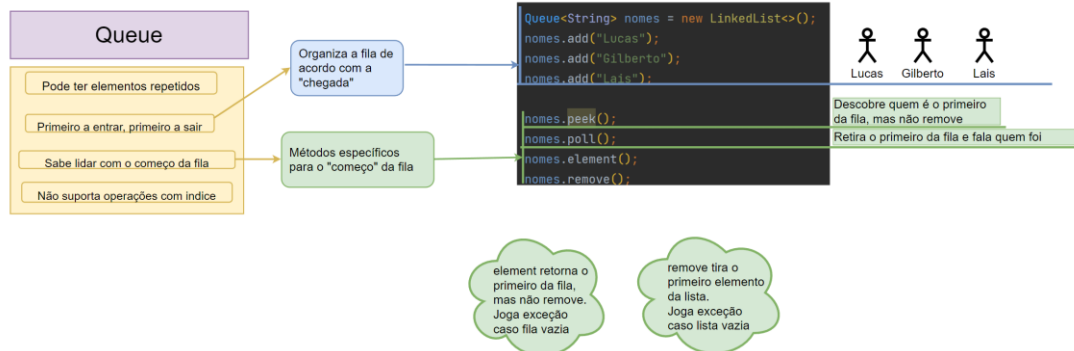 Queue
Pode ter elementos repetidos
Primeiro a entrar, primeiro a sair
Sabe lidar com o começo da fila
Não suporta operações com indice
Organiza a fila de
acordo com a
"chegada"
Métodos específicos
para o "começo" da fila
Queue<String> nomes = new LinkedList<>();
nomes.add("Lucas");
nomes.add("Gilberto");
nomes.add("Lais");
nomes.peek();
nomes.poll();
nomes.element();
nomes.remove();
Lucas
Gilberto
Lais
Descobre quem é o primeiro
da fila, mas não remove
Retira o primeiro da fila e fala quem foi
element retorna o
primeiro da fila,
mas não remove.
Joga exceção
caso fila vazia
remove tira o
primeiro elemento
da lista.
Joga exceção
caso lista vazia